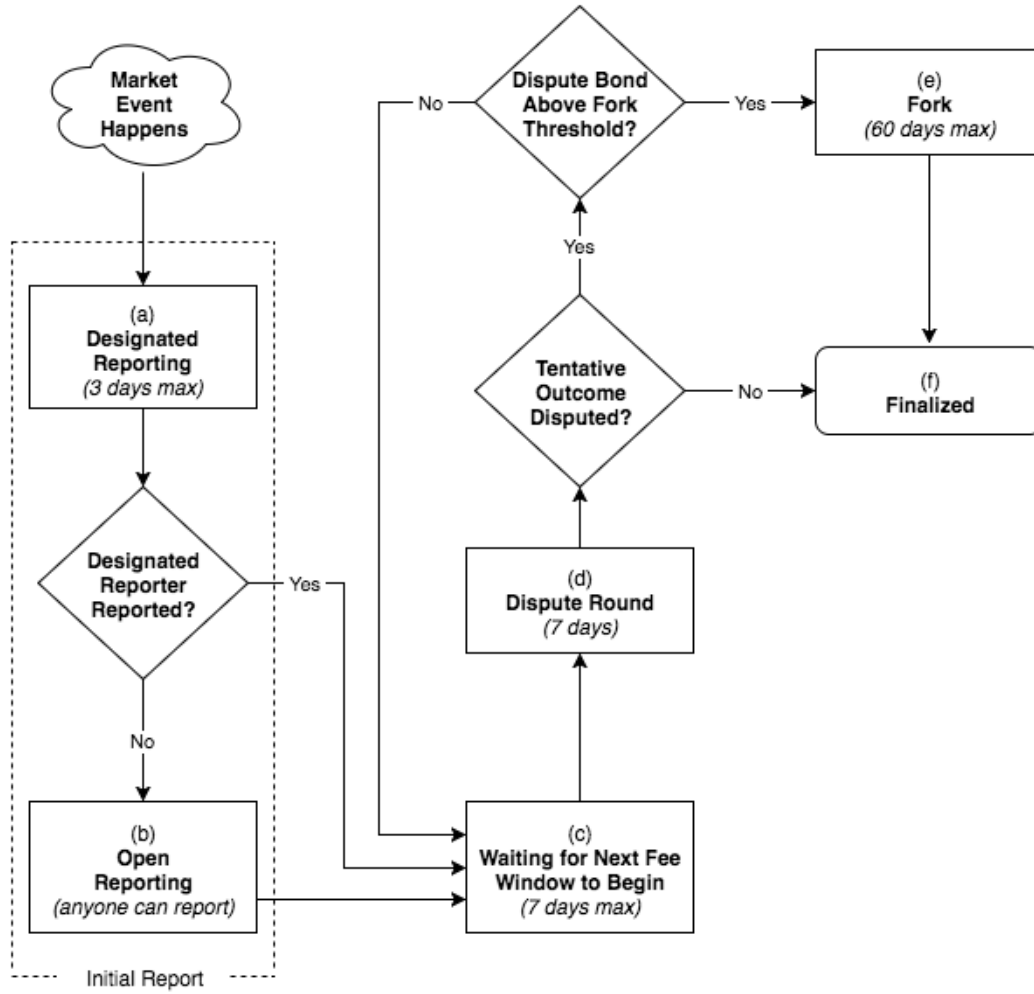 Market
Event
Happens
(a)
Designated
Reporting
(3 days max)
Designated
Reporter
Reported?
Yes
No
(b)
Open
Reporting
(anyone can report)
Initial Report
(c)
Waiting for Next Fee
Window to Begin
(7 days max)
(d)
Dispute Round
(7 days)
Tentative
Outcome
Disputed?
No
Yes
Dispute Bond
Above Fork
Threshold?
No
Yes
(e)
Fork
(60 days max)
(f)
Finalized